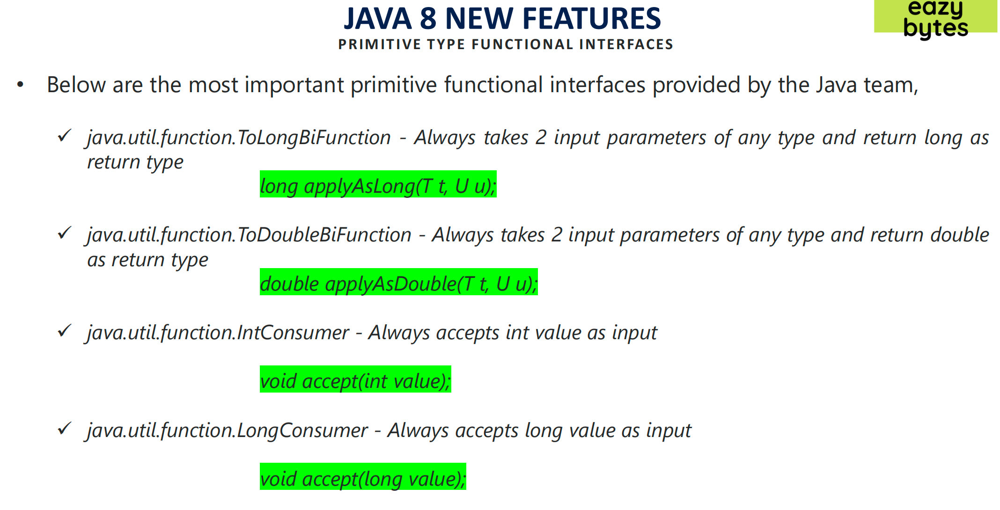 JAVA 8 NEW FEATURES
PRIMITIVE TYPE FUNCTIONAL INTERFACES
eazy
bytes
• Below are the most important primitive functional interfaces provided by the Java team,
✓ java.util.function.ToLongBiFunction - Always takes 2 input parameters of any type and return long as
return type
long applyAsLong(T t, U u);
✓ java.util.function.ToDoubleBiFunction - Always takes 2 input parameters of any type and return double
as return type
double applyAsDouble(T t, U u);
✓ java.util.function.IntConsumer - Always accepts int value as input
void accept(int value);
✓ java.util.function.LongConsumer - Always accepts long value as input
void accept(long value);